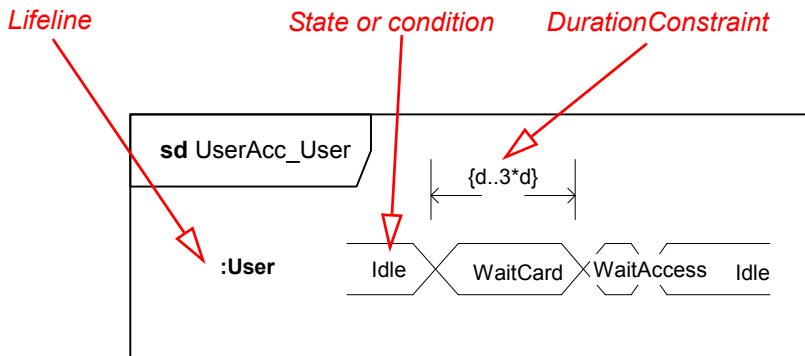 Lifeline State or condition DurationConstraint
sd UserAcc_User
{d..3*d}
:User Idle WaitCard WaitAccess Idle